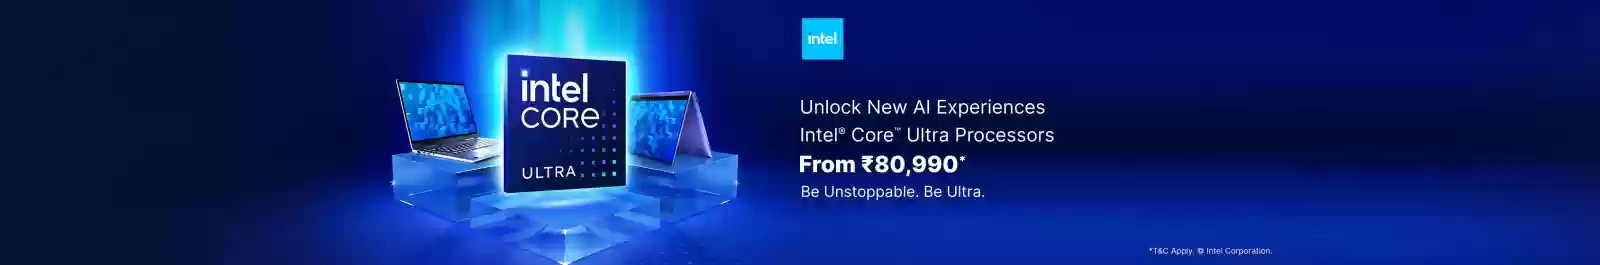 intel
CORE
ULTRA
intel
Unlock New AI Experiences
Intel® Core™ Ultra Processors
From ₹80,990*
Be Unstoppable. Be Ultra.
*T&C Apply. © Intel Corporation.